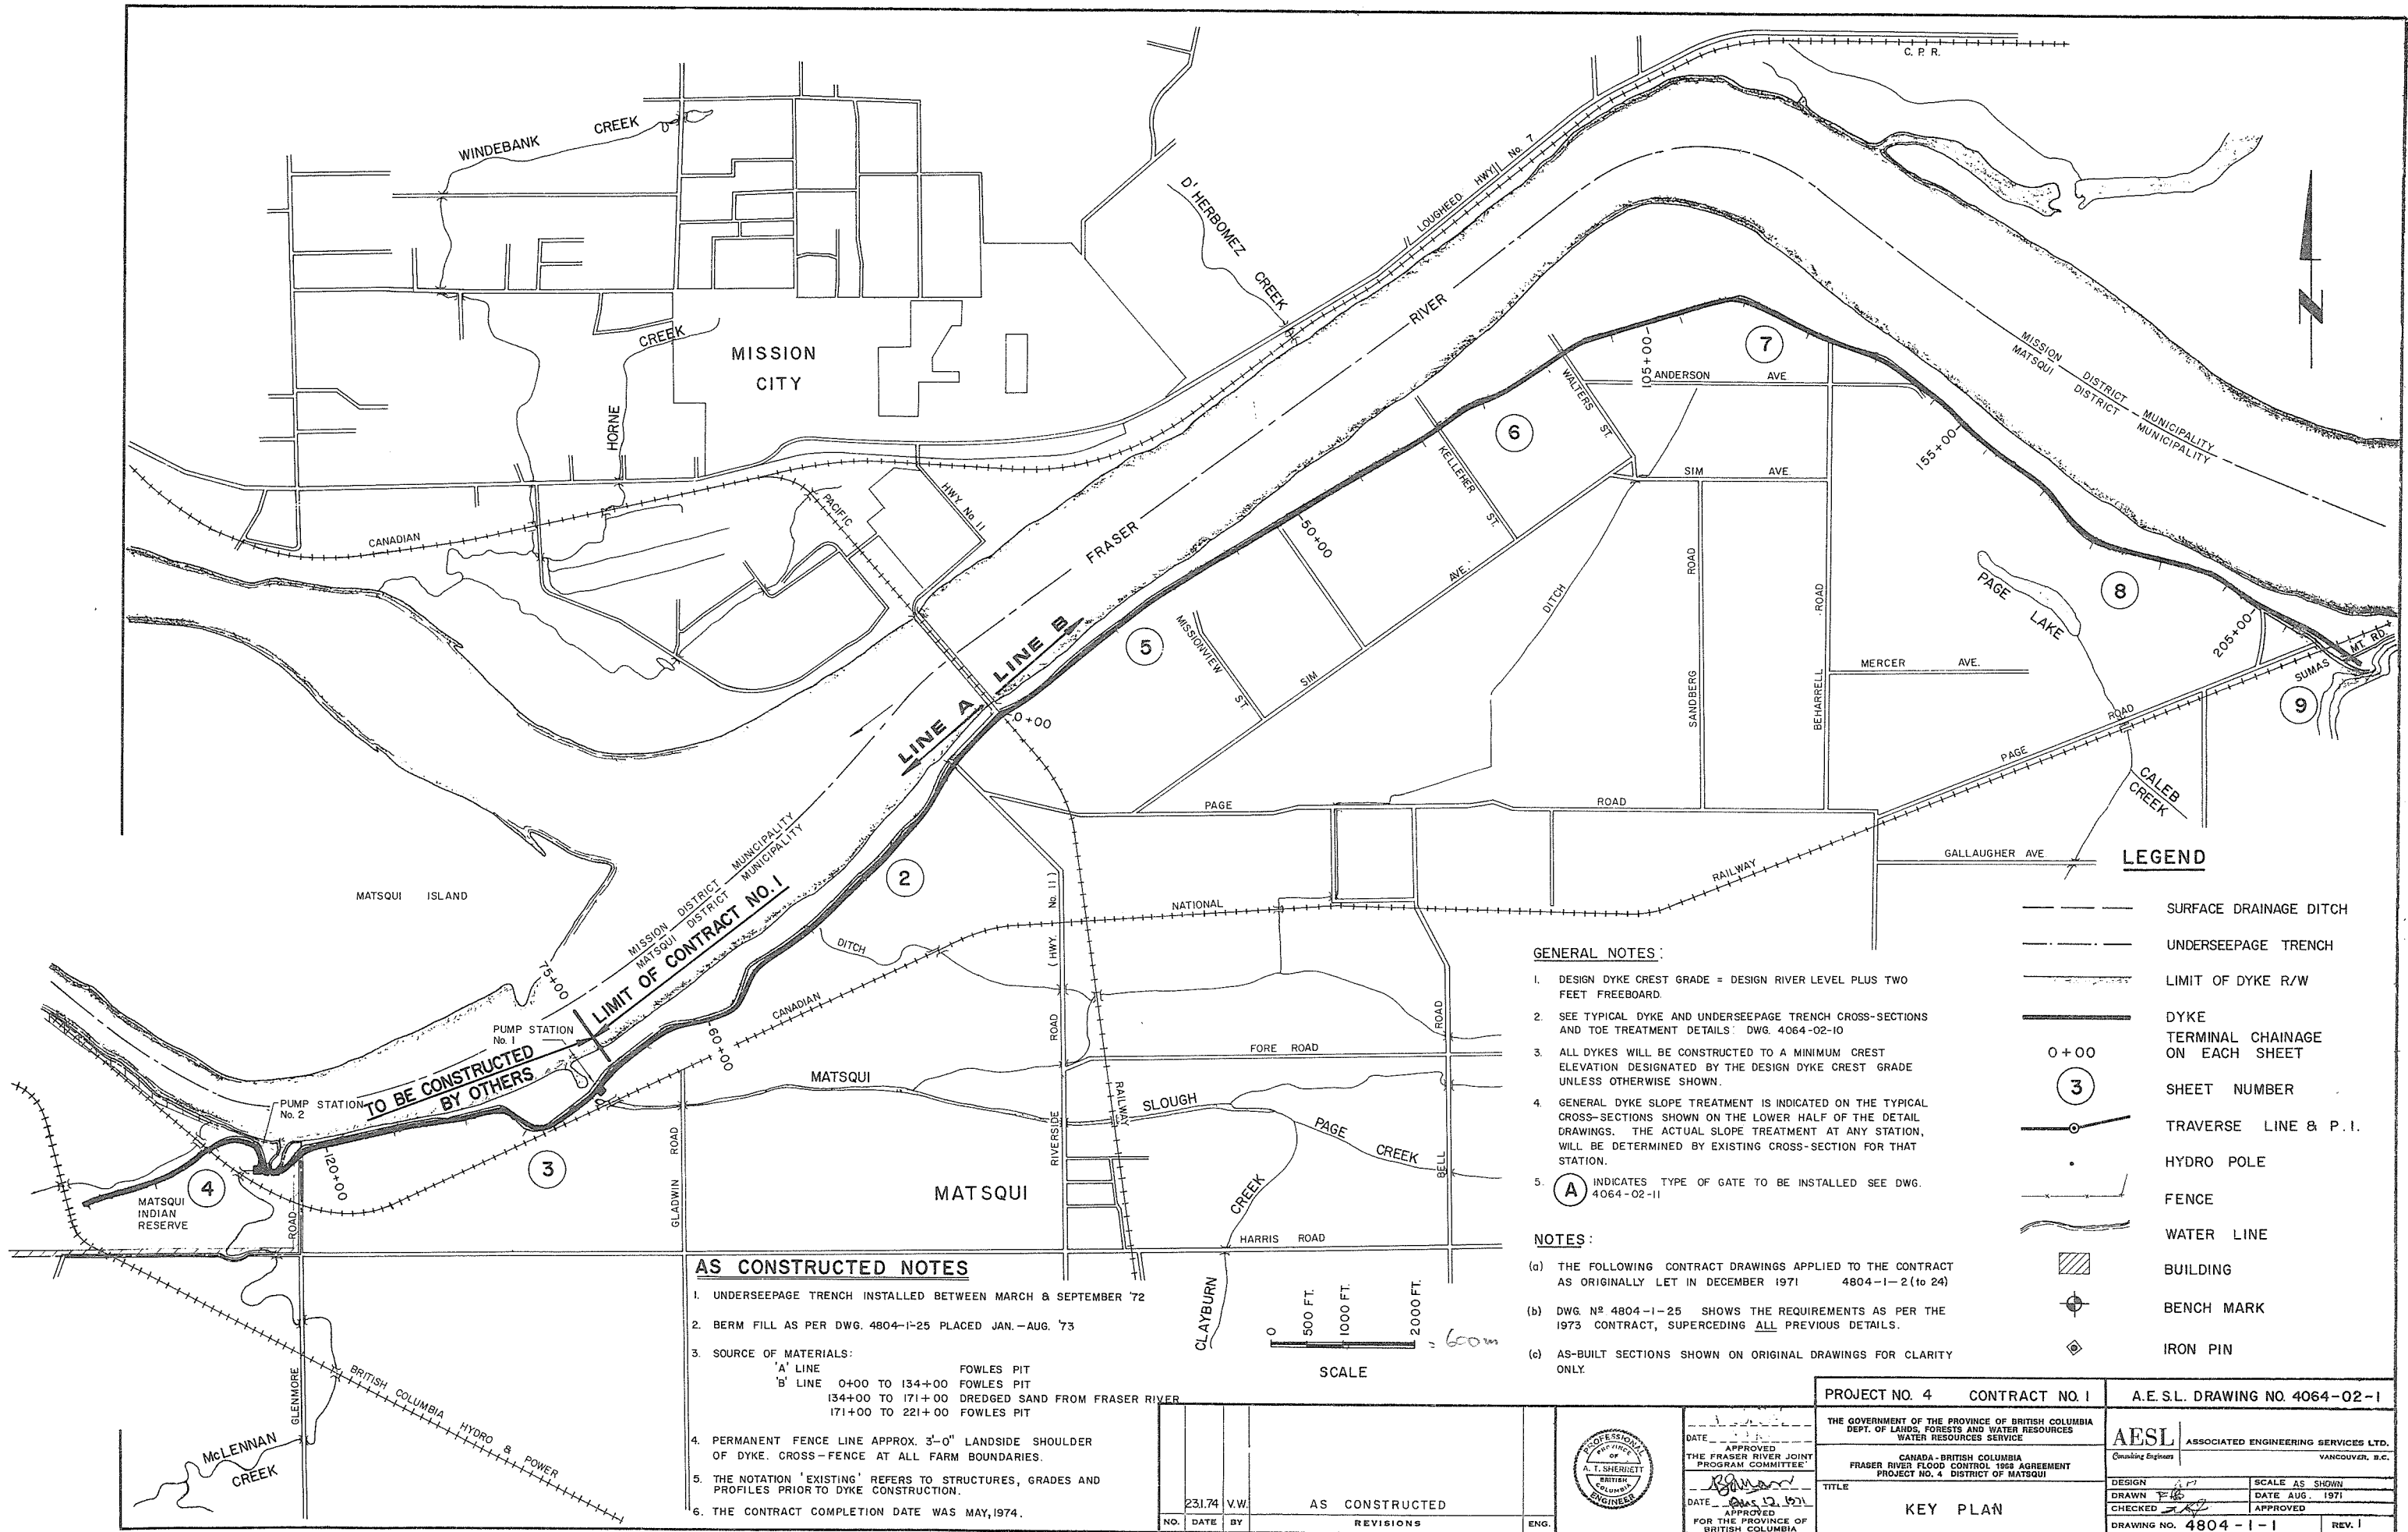 C. P. R.
WINDEBANK CREEK
D' HERBOMEZ
CREEK
LOUGHEED HWY No. 7
RIVER
FRASER
HORNE
CREEK
MISSION
CITY
CANADIAN
PACIFIC
HWY. No. 11
WALTERS
ST.
105+00
ANDERSON AVE
7
6
KELLEHER
ST.
SIM AVE.
MISSION
MATSQUI
DISTRICT
DISTRICT
MUNICIPALITY
MUNICIPALITY
155+00
50+00
AVE.
SIM
DITCH
ROAD
SANDBERG
ROAD
BEHARRELL
PAGE
LAKE
8
205+00
SUMAS MT. RD.
9
MERCER AVE.
MISSIONVIEW
ST.
5
LINE B
LINE A
0+00
PAGE ROAD
PAGE ROAD
CALEB
CREEK
GALLAUGHER AVE
RAILWAY
NATIONAL
CANADIAN
MATSQUI ISLAND
MISSION DISTRICT MUNICIPALITY
MATSQUI DISTRICT MUNICIPALITY
LIMIT OF CONTRACT NO. 1
2
DITCH
75+00
60+00
PUMP STATION
No. 1
TO BE CONSTRUCTED
BY OTHERS
PUMP STATION
No. 2
120+00
3
4
MATSQUI
INDIAN
RESERVE
ROAD
GLENMORE
ROAD
GLADWIN
RIVERSIDE ROAD (HWY. No. 11)
RAILWAY
FORE ROAD
MATSQUI SLOUGH
PAGE
CREEK
ROAD
BELL
CREEK
CLAYBURN
MATSQUI
HARRIS ROAD
BRITISH COLUMBIA HYDRO & POWER
McLENNAN
CREEK
N
LEGEND
SURFACE DRAINAGE DITCH
UNDERSEEPAGE TRENCH
LIMIT OF DYKE R/W
DYKE
0+00 TERMINAL CHAINAGE
ON EACH SHEET
3 SHEET NUMBER
TRAVERSE LINE & P.I.
HYDRO POLE
FENCE
WATER LINE
BUILDING
BENCH MARK
IRON PIN
GENERAL NOTES:
1. DESIGN DYKE CREST GRADE = DESIGN RIVER LEVEL PLUS TWO
FEET FREEBOARD.
2. SEE TYPICAL DYKE AND UNDERSEEPAGE TRENCH CROSS-SECTIONS
AND TOE TREATMENT DETAILS: DWG. 4064-02-10
3. ALL DYKES WILL BE CONSTRUCTED TO A MINIMUM CREST
ELEVATION DESIGNATED BY THE DESIGN DYKE CREST GRADE
UNLESS OTHERWISE SHOWN.
4. GENERAL DYKE SLOPE TREATMENT IS INDICATED ON THE TYPICAL
CROSS-SECTIONS SHOWN ON THE LOWER HALF OF THE DETAIL
DRAWINGS. THE ACTUAL SLOPE TREATMENT AT ANY STATION,
WILL BE DETERMINED BY EXISTING CROSS-SECTION FOR THAT
STATION.
5. A INDICATES TYPE OF GATE TO BE INSTALLED SEE DWG.
4064-02-11
NOTES:
(a) THE FOLLOWING CONTRACT DRAWINGS APPLIED TO THE CONTRACT
AS ORIGINALLY LET IN DECEMBER 1971 4804-1-2 (to 24)
(b) DWG. Nº 4804-1-25 SHOWS THE REQUIREMENTS AS PER THE
1973 CONTRACT, SUPERCEDING ALL PREVIOUS DETAILS.
(c) AS-BUILT SECTIONS SHOWN ON ORIGINAL DRAWINGS FOR CLARITY
ONLY.
AS CONSTRUCTED NOTES
1. UNDERSEEPAGE TRENCH INSTALLED BETWEEN MARCH & SEPTEMBER '72
2. BERM FILL AS PER DWG. 4804-1-25 PLACED JAN.-AUG. '73
3. SOURCE OF MATERIALS:
'A' LINE FOWLES PIT
'B' LINE 0+00 TO 134+00 FOWLES PIT
134+00 TO 171+00 DREDGED SAND FROM FRASER RIVER
171+00 TO 221+00 FOWLES PIT
4. PERMANENT FENCE LINE APPROX. 3'-0" LANDSIDE SHOULDER
OF DYKE. CROSS-FENCE AT ALL FARM BOUNDARIES.
5. THE NOTATION 'EXISTING' REFERS TO STRUCTURES, GRADES AND
PROFILES PRIOR TO DYKE CONSTRUCTION.
6. THE CONTRACT COMPLETION DATE WAS MAY, 1974.
0 500 FT. 1000 FT. 2000 FT. = 600m
SCALE
23.1.74 V.W. AS CONSTRUCTED
NO. DATE BY REVISIONS ENG.
PROFESSIONAL
PROVINCE
OF
A. T. SHERRETT
BRITISH
COLUMBIA
ENGINEER
DATE
APPROVED
THE FRASER RIVER JOINT
PROGRAM COMMITTEE
DATE Aug 12, 1971
APPROVED
FOR THE PROVINCE OF
BRITISH COLUMBIA
PROJECT NO. 4 CONTRACT NO. 1
THE GOVERNMENT OF THE PROVINCE OF BRITISH COLUMBIA
DEPT. OF LANDS, FORESTS AND WATER RESOURCES
WATER RESOURCES SERVICE
CANADA-BRITISH COLUMBIA
FRASER RIVER FLOOD CONTROL 1968 AGREEMENT
PROJECT NO. 4 DISTRICT OF MATSQUI
TITLE
KEY PLAN
A.E.S.L. DRAWING NO. 4064-02-1
AESL ASSOCIATED ENGINEERING SERVICES LTD.
Consulting Engineers VANCOUVER, B.C.
DESIGN SCALE AS SHOWN
DRAWN DATE AUG. 1971
CHECKED APPROVED
DRAWING NO. 4804-1-1 REV. 1